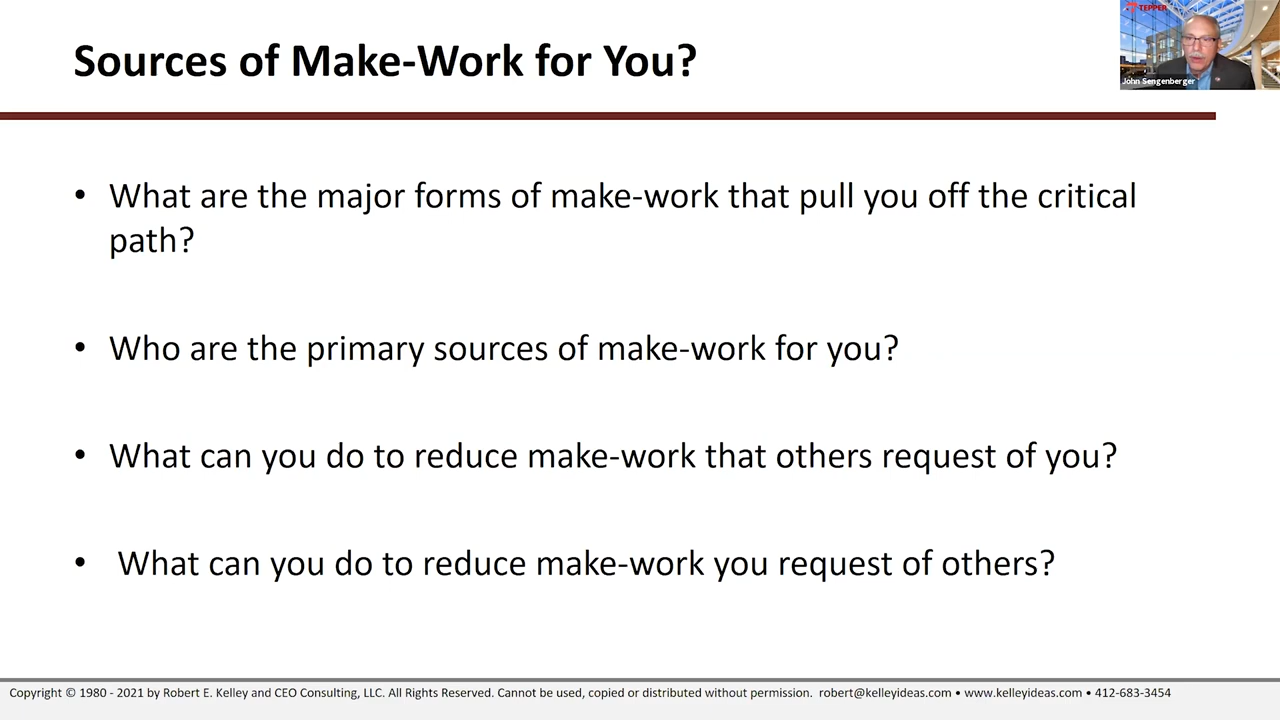 Sources of Make-Work for You?
TEPPER
John Sengenberger
• What are the major forms of make-work that pull you off the critical
path?
• Who are the primary sources of make-work for you?
• What can you do to reduce make-work that others request of you?
• What can you do to reduce make-work you request of others?
Copyright © 1980 - 2021 by Robert E. Kelley and CEO Consulting, LLC. All Rights Reserved. Cannot be used, copied or distributed without permission. robert@kelleyideas.com • www.kelleyideas.com • 412-683-3454